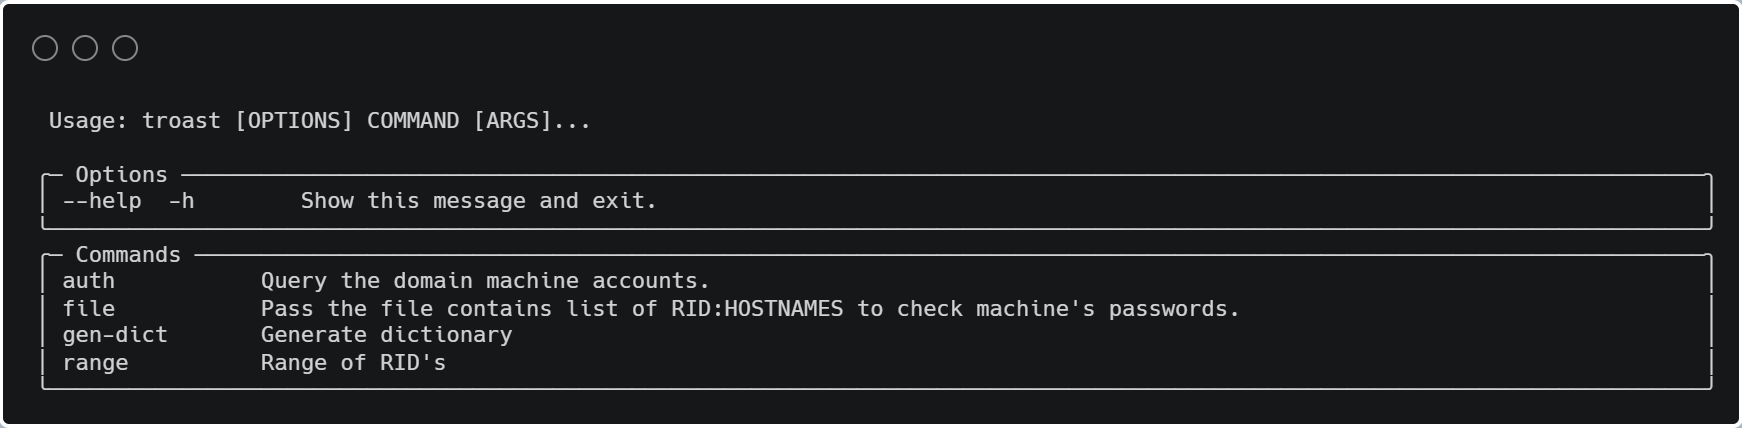 Usage: troast [OPTIONS] COMMAND [ARGS]...
Options
--help -h Show this message and exit.
Commands
auth Query the domain machine accounts.
file Pass the file contains list of RID:HOSTNAMES to check machine's passwords.
gen-dict Generate dictionary
range Range of RID's